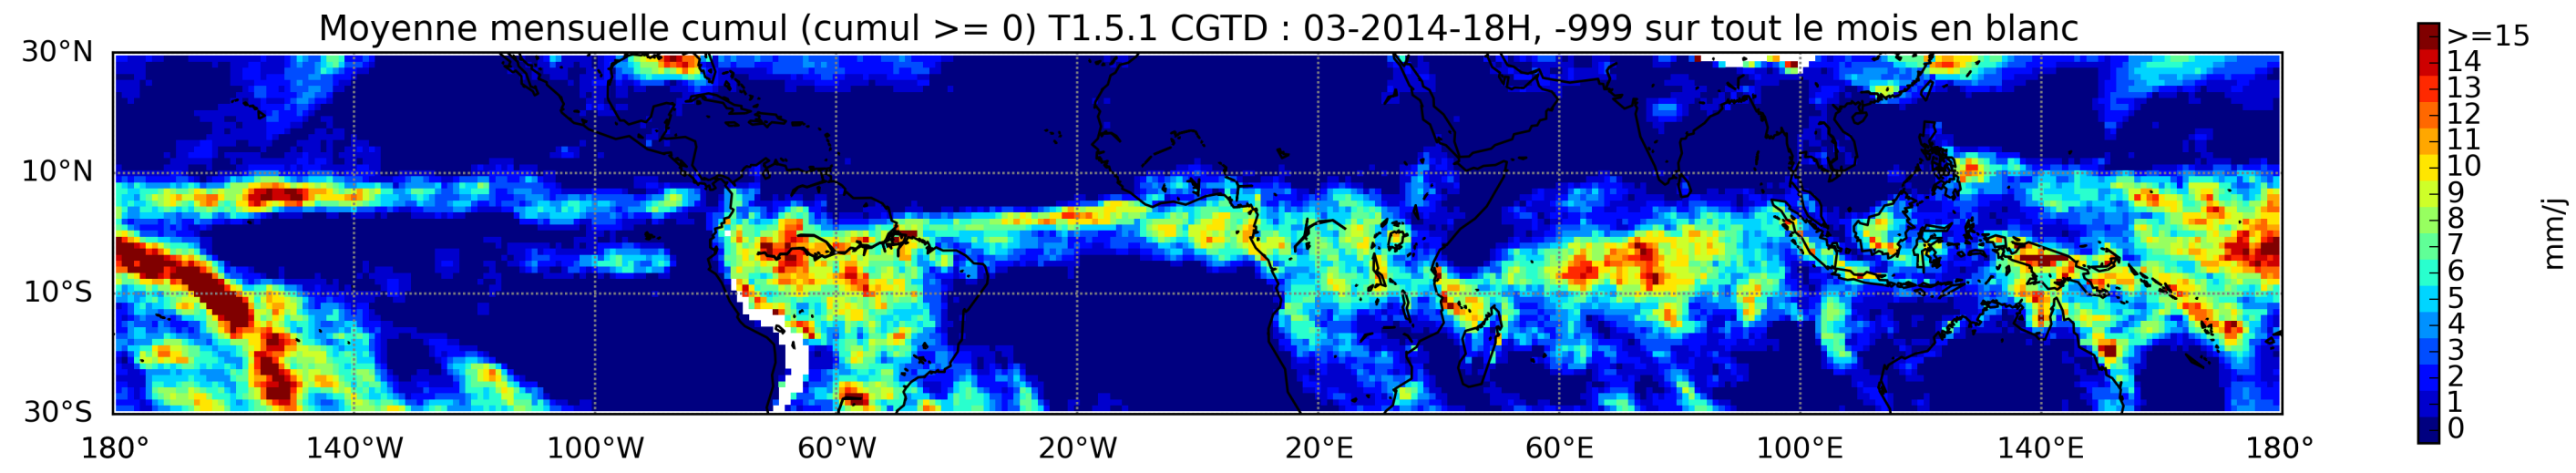 Moyenne mensuelle cumul (cumul >= 0) T1.5.1 CGTD : 03-2014-18H, -999 sur tout le mois en blanc
30°N
10°N
10°S
30°S
180° 140°W 100°W 60°W 20°W 20°E 60°E 100°E 140°E 180°
>=15
14
13
12
11
10
9
8
7
6
5
4
3
2
1
0
mm/j